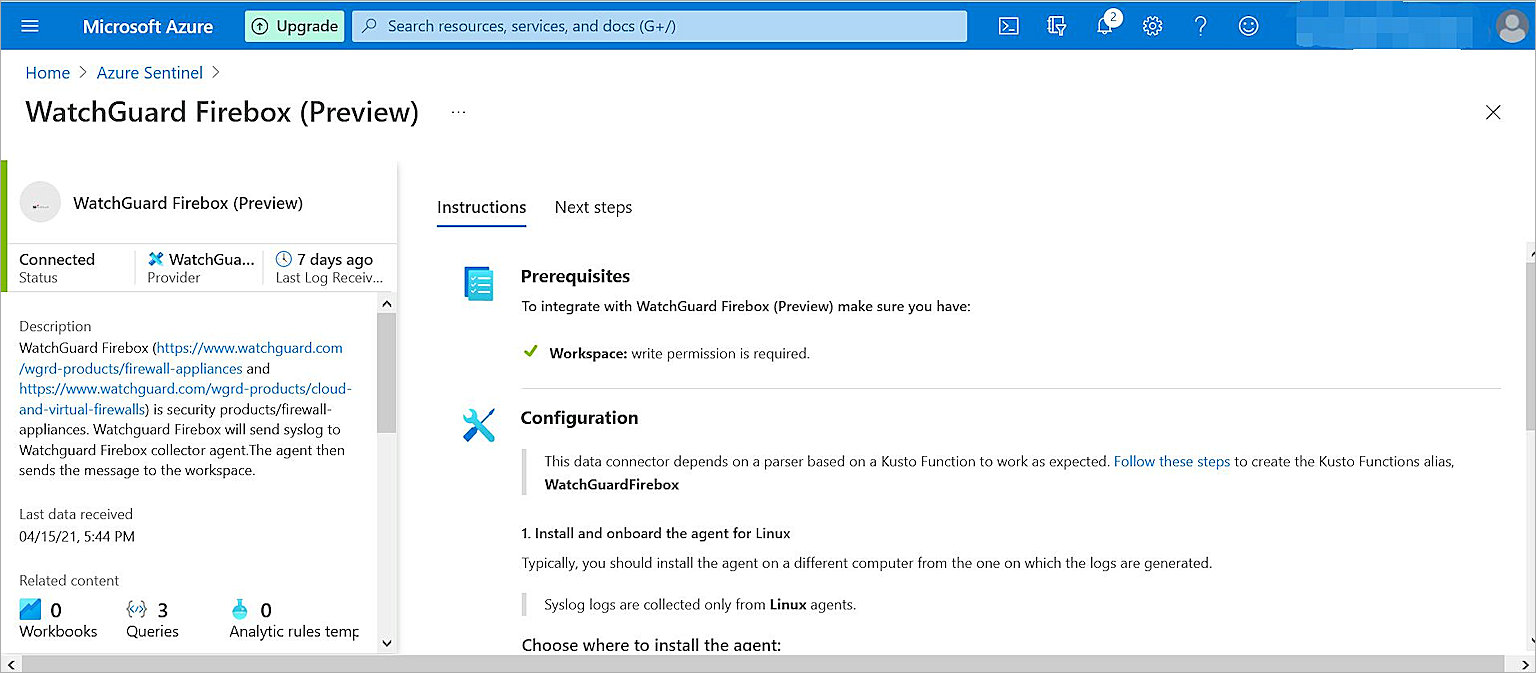 Microsoft Azure
Upgrade
Search resources, services, and docs (G+/)
2
Home > Azure Sentinel >
WatchGuard Firebox (Preview) ...
WatchGuard Firebox (Preview)
Connected
Status
WatchGua...
Provider
7 days ago
Last Log Receiv...
Description
WatchGuard Firebox (https://www.watchguard.com
/wgrd-products/firewall-appliances and
https://www.watchguard.com/wgrd-products/cloud-
and-virtual-firewalls) is security products/firewall-
appliances. Watchguard Firebox will send syslog to
Watchguard Firebox collector agent.The agent then
sends the message to the workspace.
Last data received
04/15/21, 5:44 PM
Related content
0
Workbooks
3
Queries
0
Analytic rules temp
Instructions
Next steps
Prerequisites
To integrate with WatchGuard Firebox (Preview) make sure you have:
Workspace: write permission is required.
Configuration
This data connector depends on a parser based on a Kusto Function to work as expected. Follow these steps to create the Kusto Functions alias,
WatchGuardFirebox
1. Install and onboard the agent for Linux
Typically, you should install the agent on a different computer from the one on which the logs are generated.
Syslog logs are collected only from Linux agents.
Choose where to install the agent: